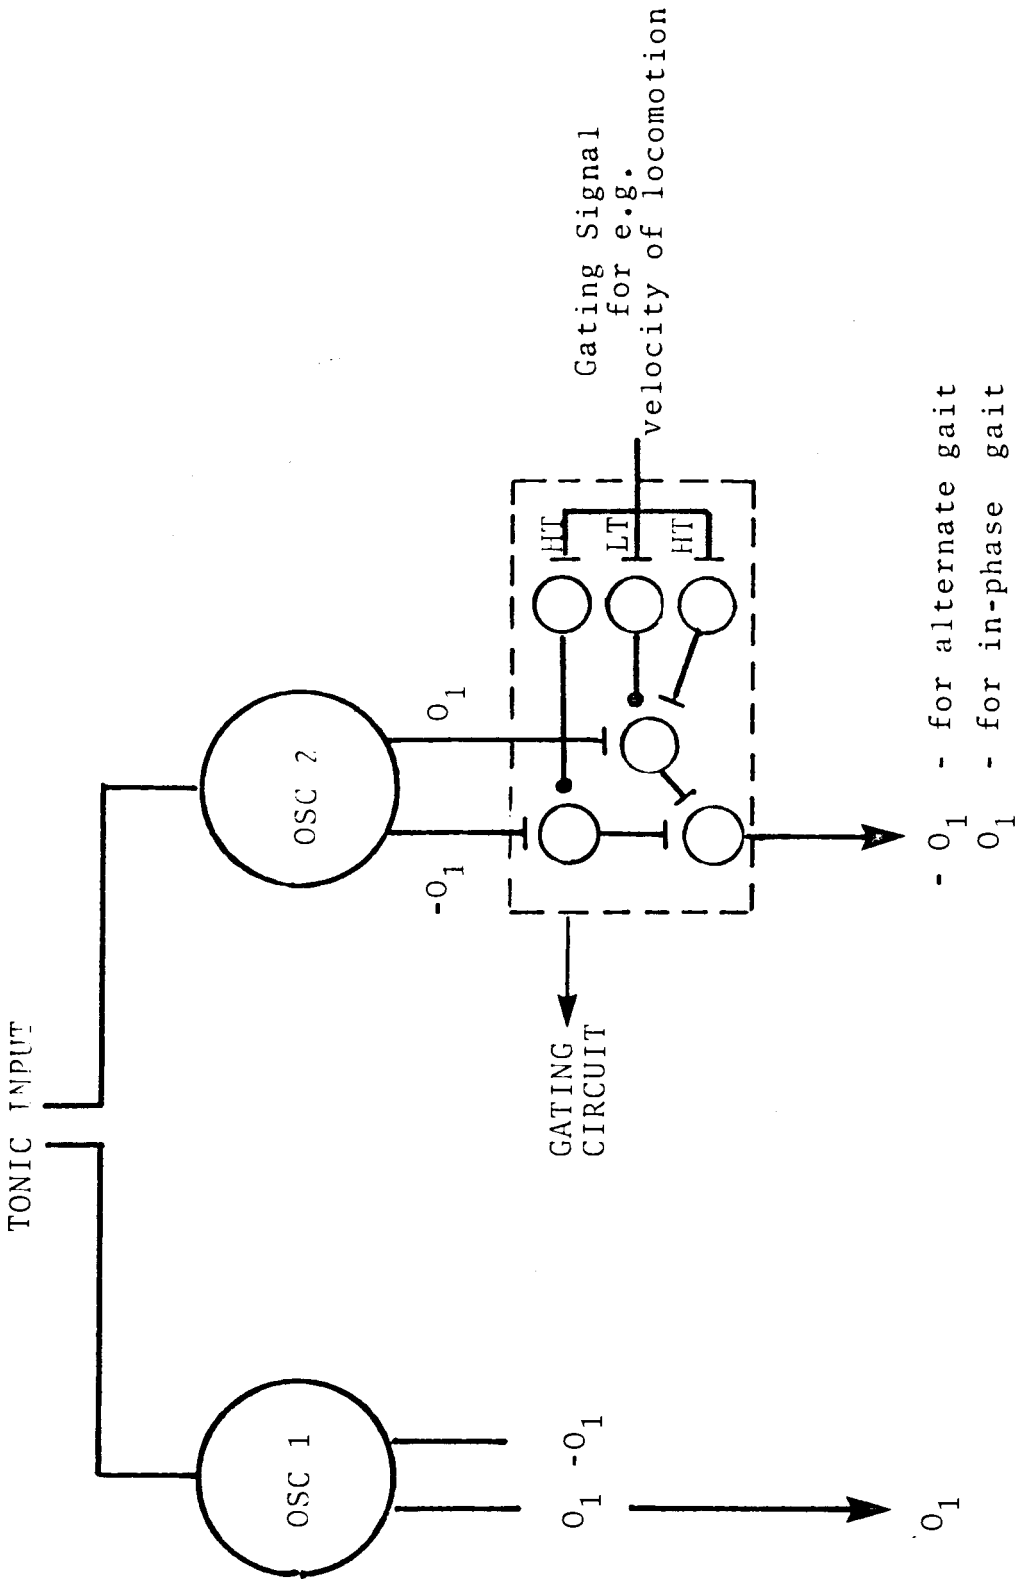 TONIC INPUT
OSC 1
OSC 2
O1
-O1
-O1
O1
HT
LT
HT
Gating Signal
for e.g.
velocity of locomotion
GATING
CIRCUIT
O1
- O1 - for alternate gait
O1 - for in-phase gait